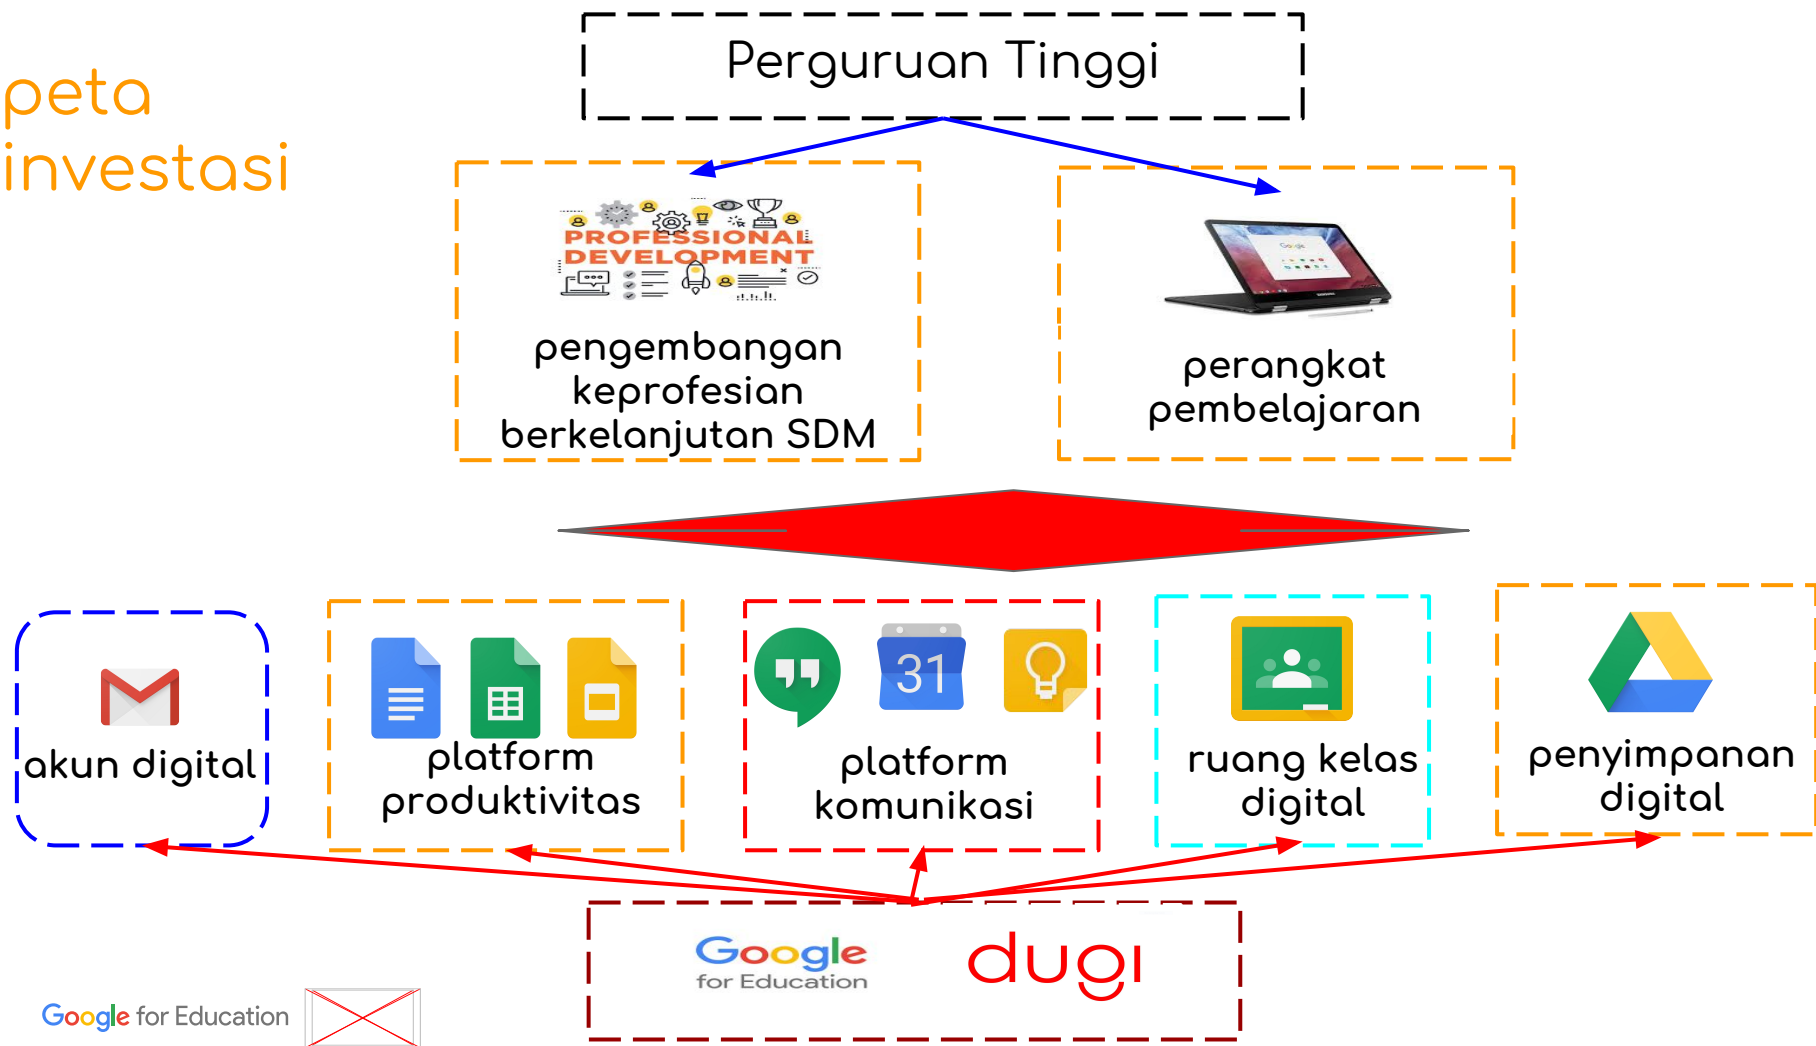 peta
investasi
Perguruan Tinggi
PROFESSIONAL
DEVELOPMENT
pengembangan
keprofesian
berkelanjutan SDM
Google
perangkat
pembelajaran
akun digital
platform
produktivitas
31
platform
komunikasi
ruang kelas
digital
penyimpanan
digital
Google
for Education
dugi
Google for Education